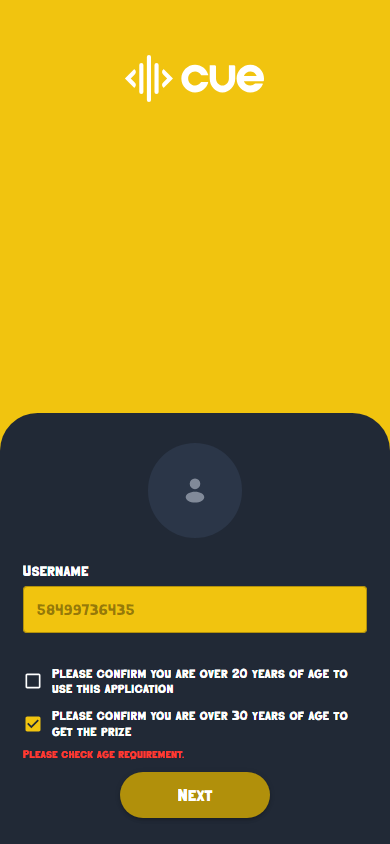 cue
Username
58499736435
Please confirm you are over 20 years of age to
use this application
Please confirm you are over 30 years of age to
get the prize
Please check age requirement.
Next